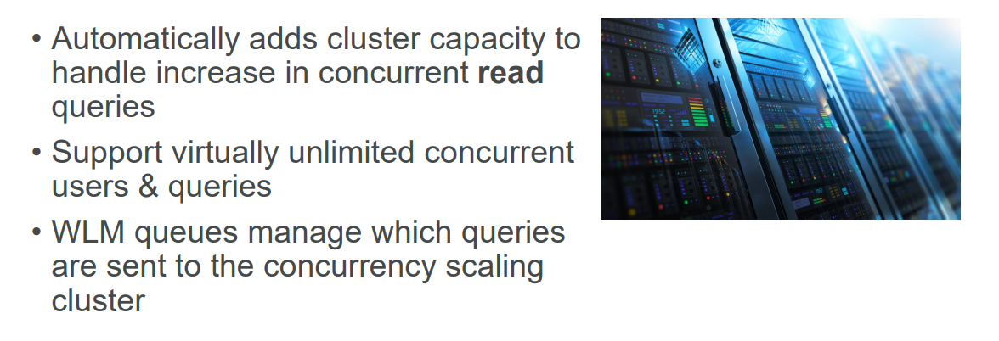 • Automatically adds cluster capacity to
handle increase in concurrent read
queries
• Support virtually unlimited concurrent
users & queries
• WLM queues manage which queries
are sent to the concurrency scaling
cluster